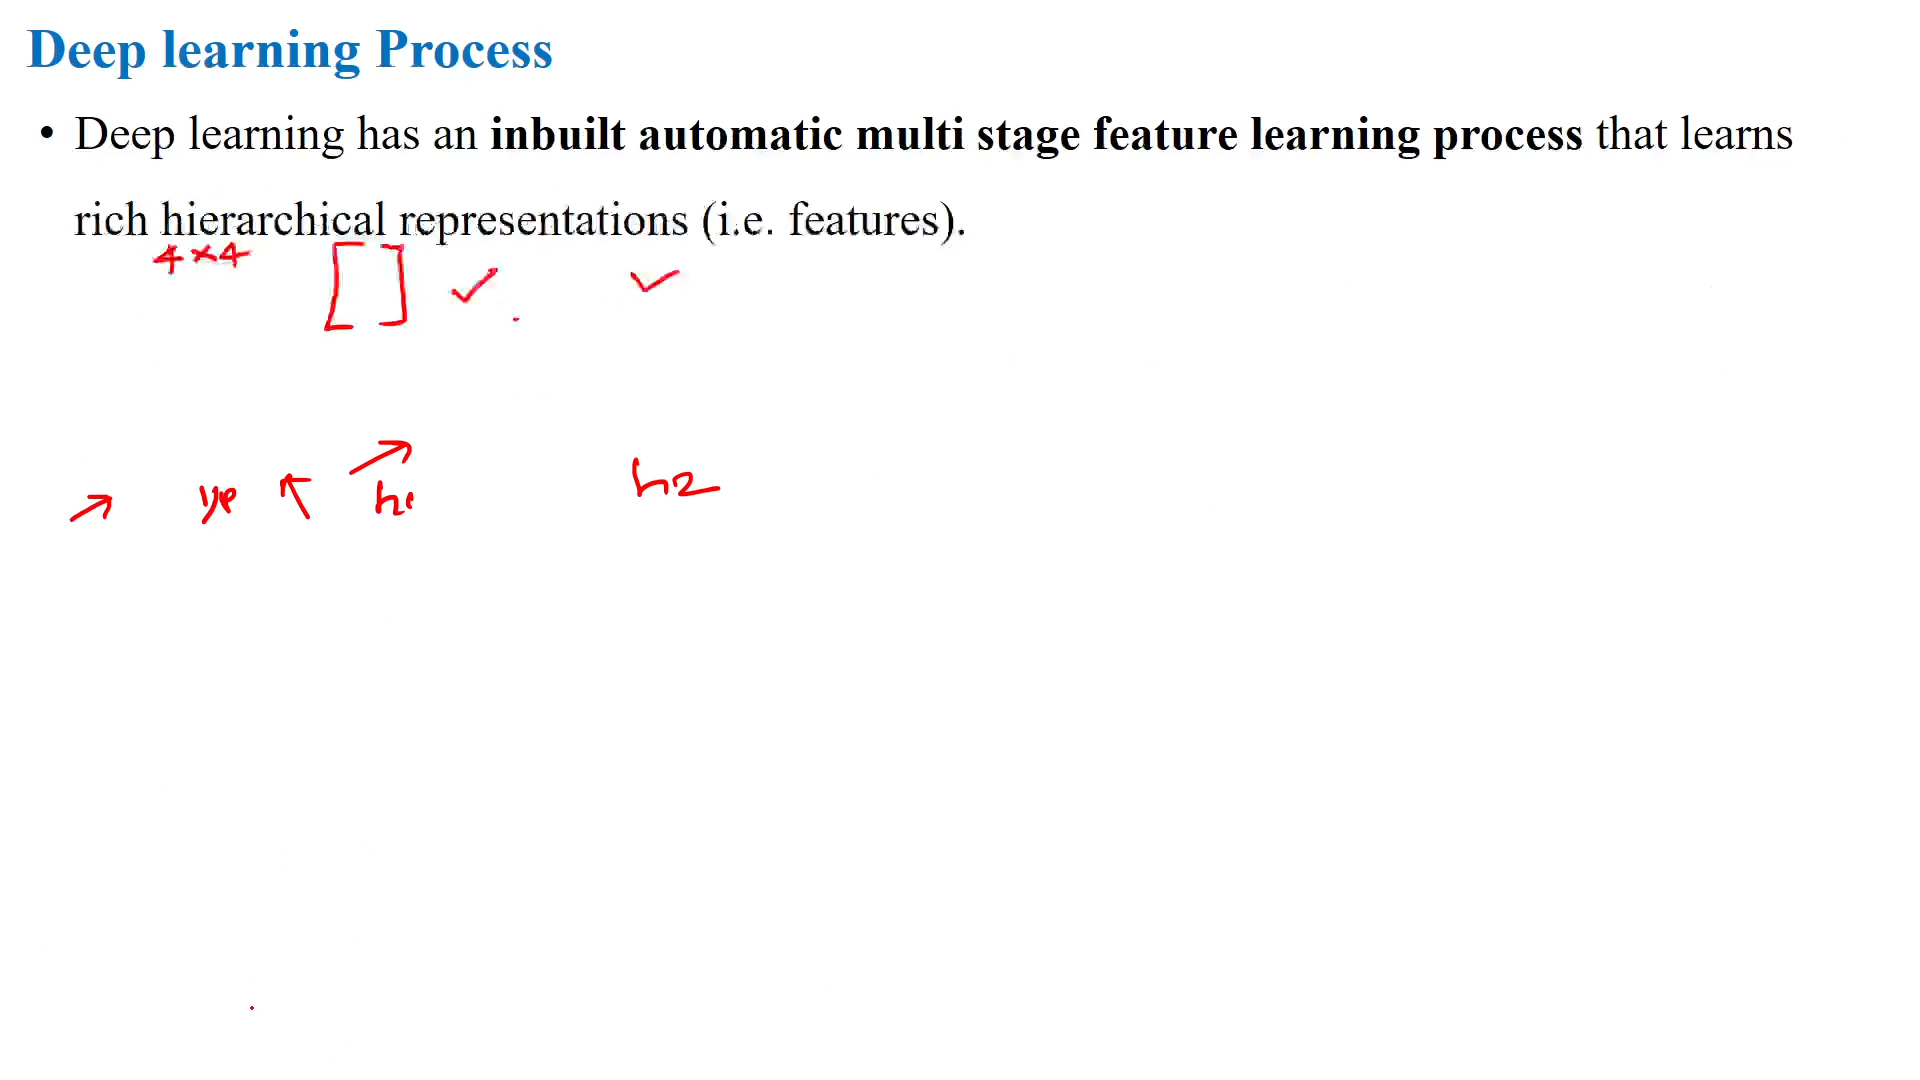 Deep learning Process
• Deep learning has an inbuilt automatic multi stage feature learning process that learns
rich hierarchical representations (i.e. features).
4×4
h2